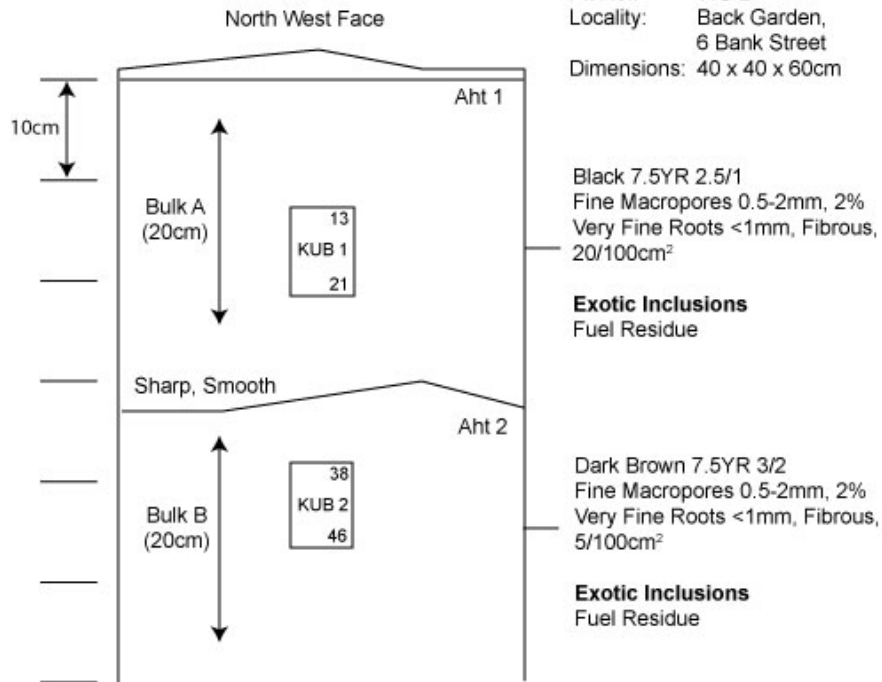 North West Face
Locality: Back Garden,
6 Bank Street
Dimensions: 40 x 40 x 60cm
Aht 1
10cm
Bulk A
(20cm)
13
KUB 1
21
Black 7.5YR 2.5/1
Fine Macropores 0.5-2mm, 2%
Very Fine Roots <1mm, Fibrous,
20/100cm²
Exotic Inclusions
Fuel Residue
Sharp, Smooth
Aht 2
Bulk B
(20cm)
38
KUB 2
46
Dark Brown 7.5YR 3/2
Fine Macropores 0.5-2mm, 2%
Very Fine Roots <1mm, Fibrous,
5/100cm²
Exotic Inclusions
Fuel Residue